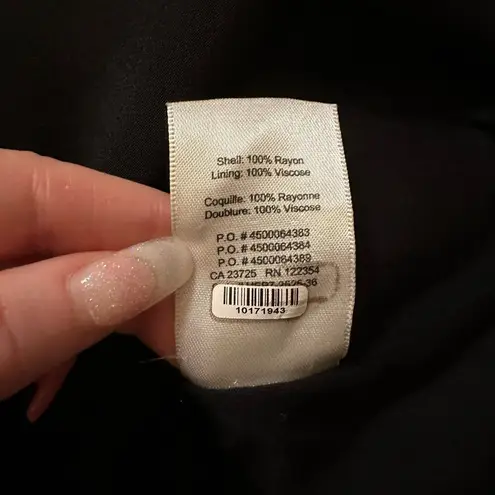 Shell: 100% Rayon
Lining: 100% Viscose
Coquille: 100% Rayonne
Doublure: 100% Viscose
P.O. # 4500064383
P.O. # 4500064384
P.O. # 4500064389
CA 23725 RN 122354
10171943